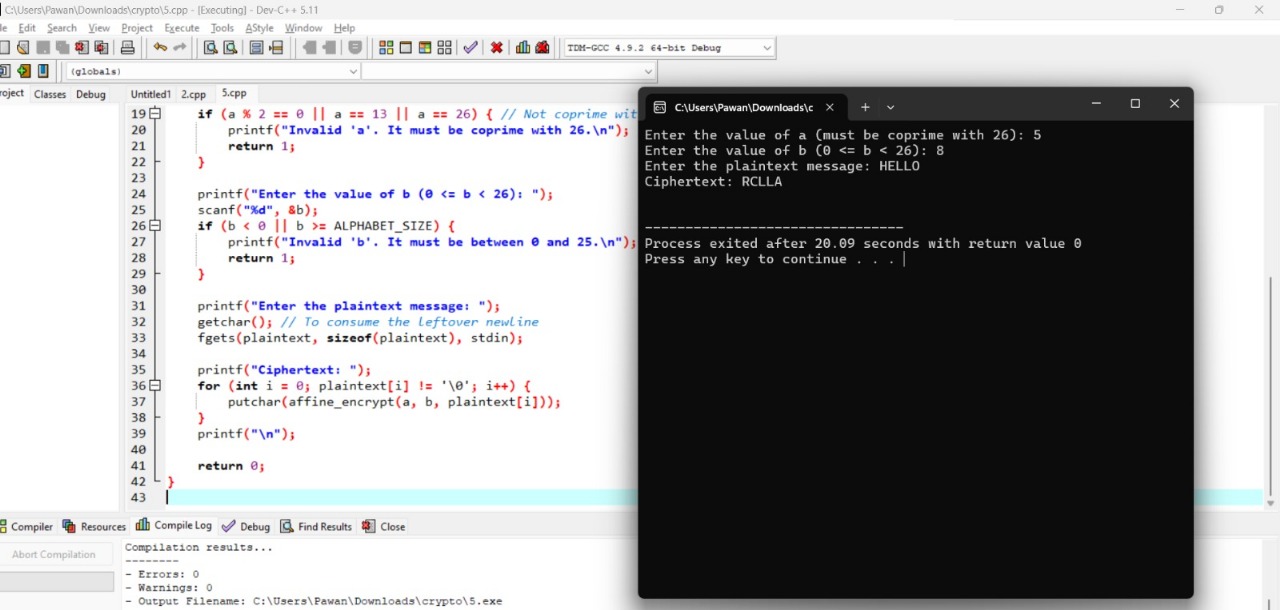 C:\Users\Pawan\Downloads\crypto\5.cpp - [Executing] - Dev-C++ 5.11
Edit Search View Project Execute Tools AStyle Window Help
TDM-GCC 4.9.2 64-bit Debug
(globals)
roject Classes Debug
Untitled1 2.cpp 5.cpp
19 if (a % 2 == 0 || a == 13 || a == 26) { // Not coprime wit
20 printf("Invalid 'a'. It must be coprime with 26.\n");
21 return 1;
22 }
23
24 printf("Enter the value of b (0 <= b < 26): ");
25 scanf("%d", &b);
26 if (b < 0 || b >= ALPHABET_SIZE) {
27 printf("Invalid 'b'. It must be between 0 and 25.\n");
28 return 1;
29 }
30
31 printf("Enter the plaintext message: ");
32 getchar(); // To consume the leftover newline
33 fgets(plaintext, sizeof(plaintext), stdin);
34
35 printf("Ciphertext: ");
36 for (int i = 0; plaintext[i] != '\0'; i++) {
37 putchar(affine_encrypt(a, b, plaintext[i]));
38 }
39 printf("\n");
40
41 return 0;
42 }
43
C:\Users\Pawan\Downloads\c
Enter the value of a (must be coprime with 26): 5
Enter the value of b (0 <= b < 26): 8
Enter the plaintext message: HELLO
Ciphertext: RCLLA
--------------------------------
Process exited after 20.09 seconds with return value 0
Press any key to continue . . .
Compiler Resources Compile Log Debug Find Results Close
Abort Compilation
Compilation results...
--------
- Errors: 0
- Warnings: 0
- Output Filename: C:\Users\Pawan\Downloads\crypto\5.exe